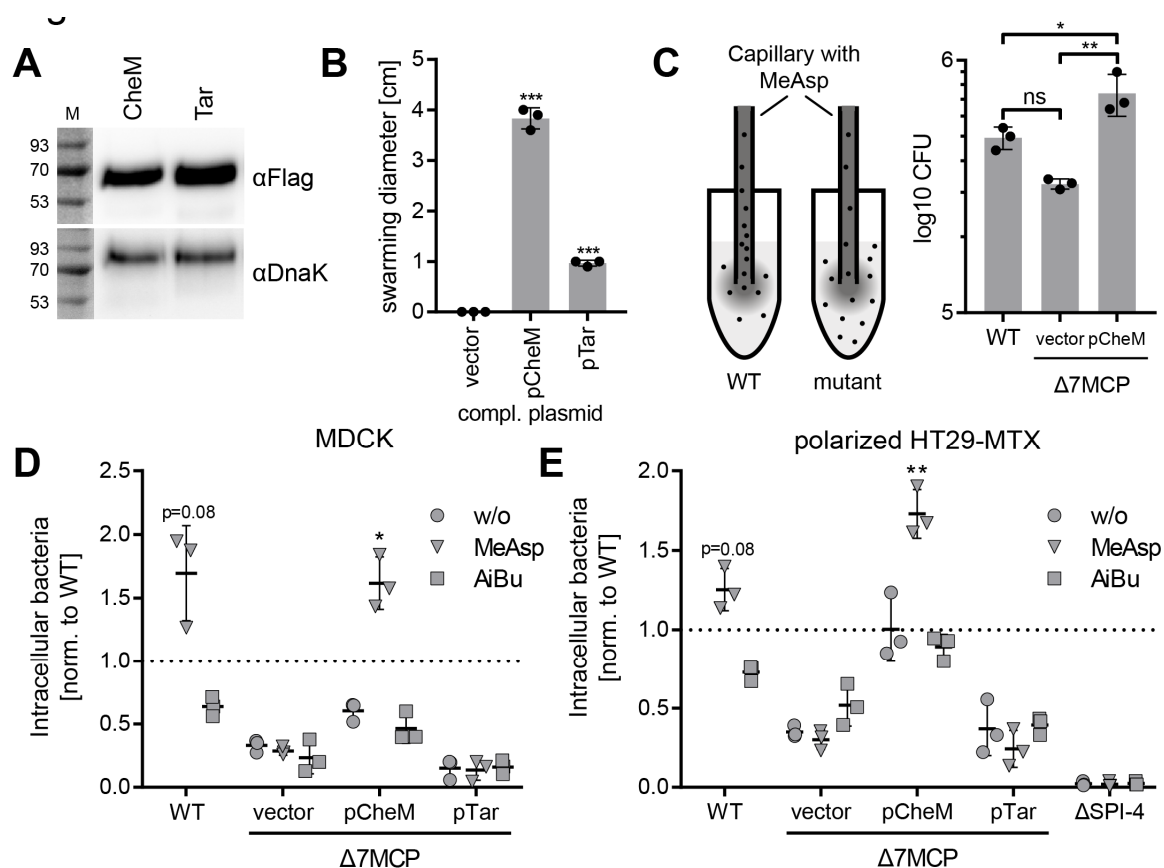 A
CheM
Tar
M
93
70
53
αFlag
93
70
53
αDnaK
B
swarming diameter [cm]
5
4
3
2
1
0
***
***
vector
pCheM
pTar
compl. plasmid
C
Capillary with
MeAsp
WT
mutant
log10 CFU
6
5
*
**
ns
WT
vector pCheM
Δ7MCP
D
MDCK
Intracellular bacteria
[norm. to WT]
2.5
2.0
1.5
1.0
0.5
0.0
p=0.08
*
w/o
MeAsp
AiBu
WT
vector
pCheM
pTar
Δ7MCP
E
polarized HT29-MTX
Intracellular bacteria
[norm. to WT]
2.0
1.5
1.0
0.5
0.0
p=0.08
**
w/o
MeAsp
AiBu
WT
vector
pCheM
pTar
ΔSPI-4
Δ7MCP